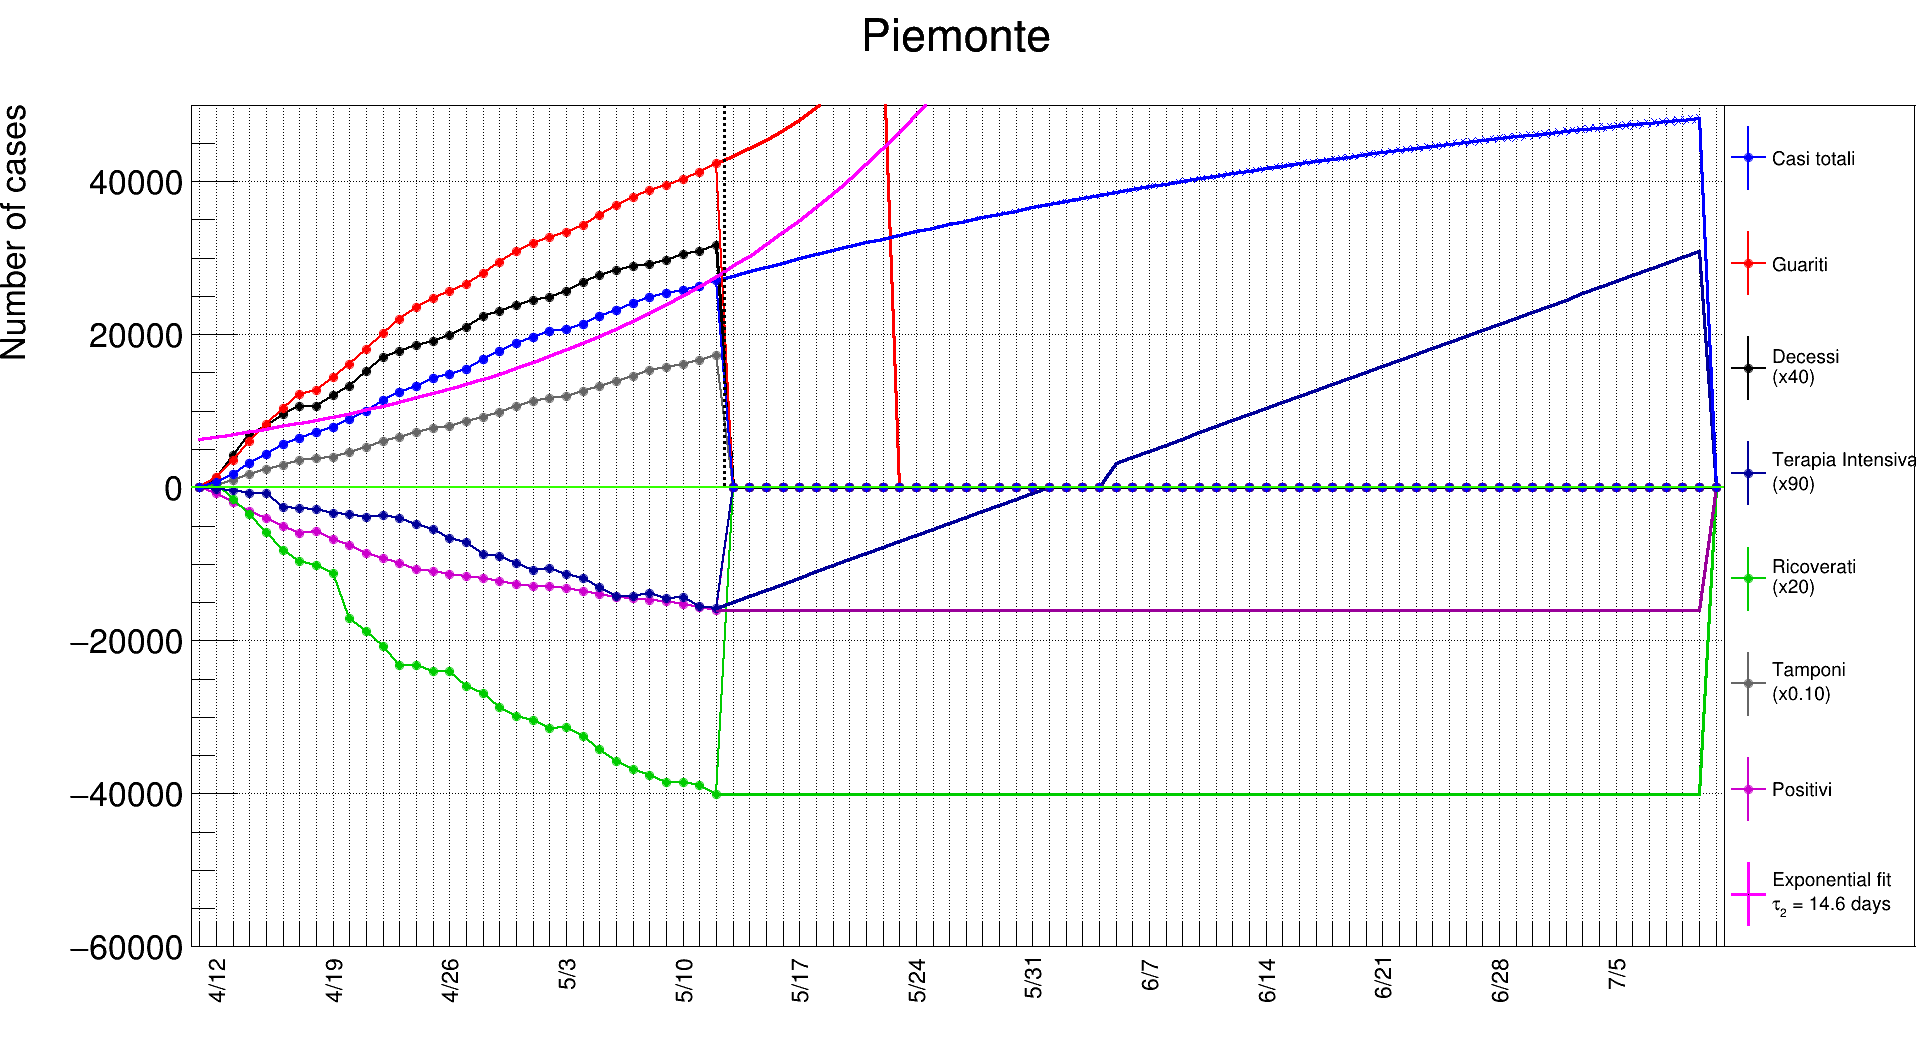 Piemonte
Number of cases
40000
20000
0
−20000
−40000
−60000
4/12
4/19
4/26
5/3
5/10
5/17
5/24
5/31
6/7
6/14
6/21
6/28
7/5
Casi totali
Guariti
Decessi
(x40)
Terapia Intensiva
(x90)
Ricoverati
(x20)
Tamponi
(x0.10)
Positivi
Exponential fit
τ₂ = 14.6 days